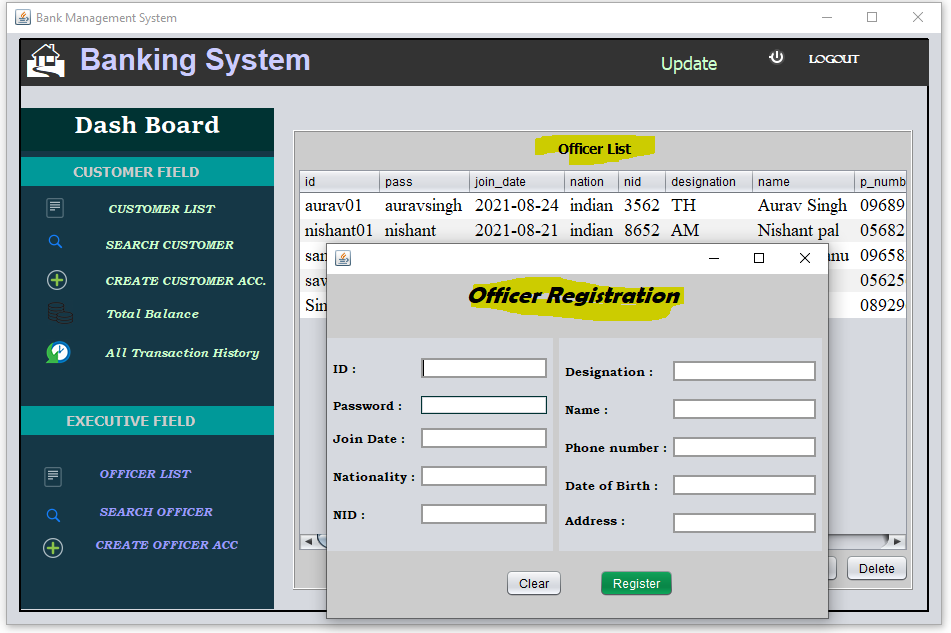 Bank Management System
Banking System
Update
LOGOUT
Dash Board
CUSTOMER FIELD
CUSTOMER LIST
SEARCH CUSTOMER
CREATE CUSTOMER ACC.
Total Balance
All Transaction History
EXECUTIVE FIELD
OFFICER LIST
SEARCH OFFICER
CREATE OFFICER ACC
Officer List
id pass join_date nation nid designation name p_numb
aurav01 auravsingh 2021-08-24 indian 3562 TH Aurav Singh 09689
nishant01 nishant 2021-08-21 indian 8652 AM Nishant pal 05682
09658
05625
08929
Officer Registration
ID :
Password :
Join Date :
Nationality :
NID :
Designation :
Name :
Phone number :
Date of Birth :
Address :
Clear
Register
Delete